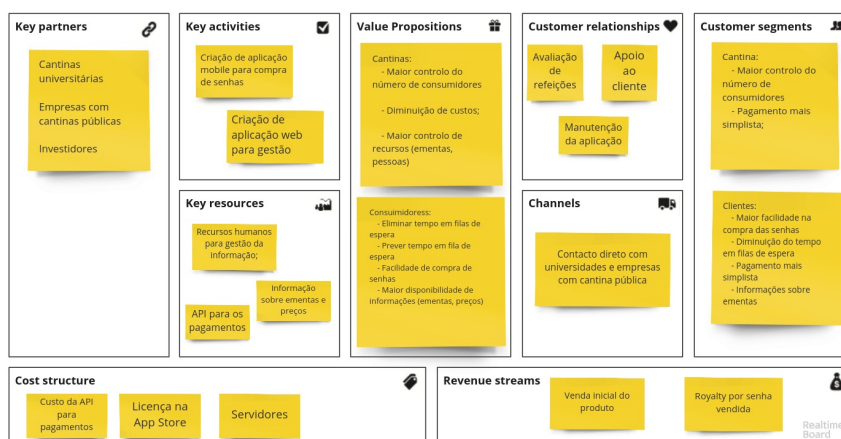 Key partners
Cantinas
universitárias
Empresas com
cantinas públicas
Investidores
Key activities
Criação de aplicação
mobile para compra
de senhas
Criação de
aplicação web
para gestão
Key resources
Recursos humanos
para gestão da
informação;
Informação
sobre ementas e
preços
API para os
pagamentos
Value Propositions
Cantinas:
- Maior controlo do
número de consumidores
- Diminuição de custos;
- Maior controlo de
recursos (ementas,
pessoas)
Consuimidoress:
- Eliminar tempo em filas de
espera
- Prever tempo em fila de
espera
- Facilidade de compra de
senhas
- Maior disponibilidade de
informações (ementas, preços)
Customer relationships
Avaliação
de
refeições
Apoio
ao
cliente
Manutenção
da aplicação
Channels
Contacto direto com
universidades e empresas
com cantina pública
Customer segments
Cantina:
- Maior controlo do
número de
consumidores
- Pagamento mais
simplista;
Clientes:
- Maior facilidade na
compra das senhas
- Diminuição do tempo
em filas de espera
- Pagamento mais
simplista
- Informações sobre
ementas
Cost structure
Custo da API
para
pagamentos
Licença na
App Store
Servidores
Revenue streams
Venda inicial do
produto
Royalty por senha
vendida
Realtime
Board